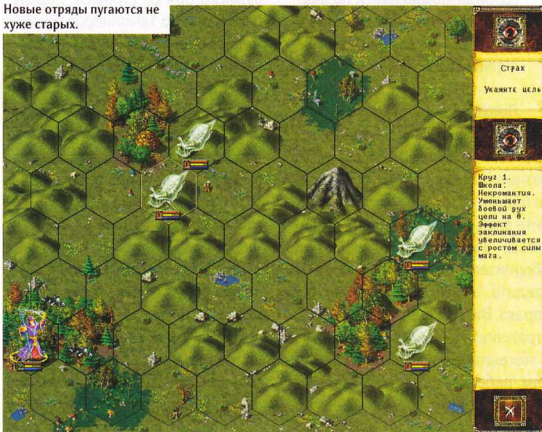 Новые отряды пугаются не
хуже старых.
Страх
Укажите цель
Круг 1.
Школа:
Некромантия.
Уменьшает
боевой дух
цели на 8.
Эффект
заклинания
увеличивается
с ростом силы
мага.